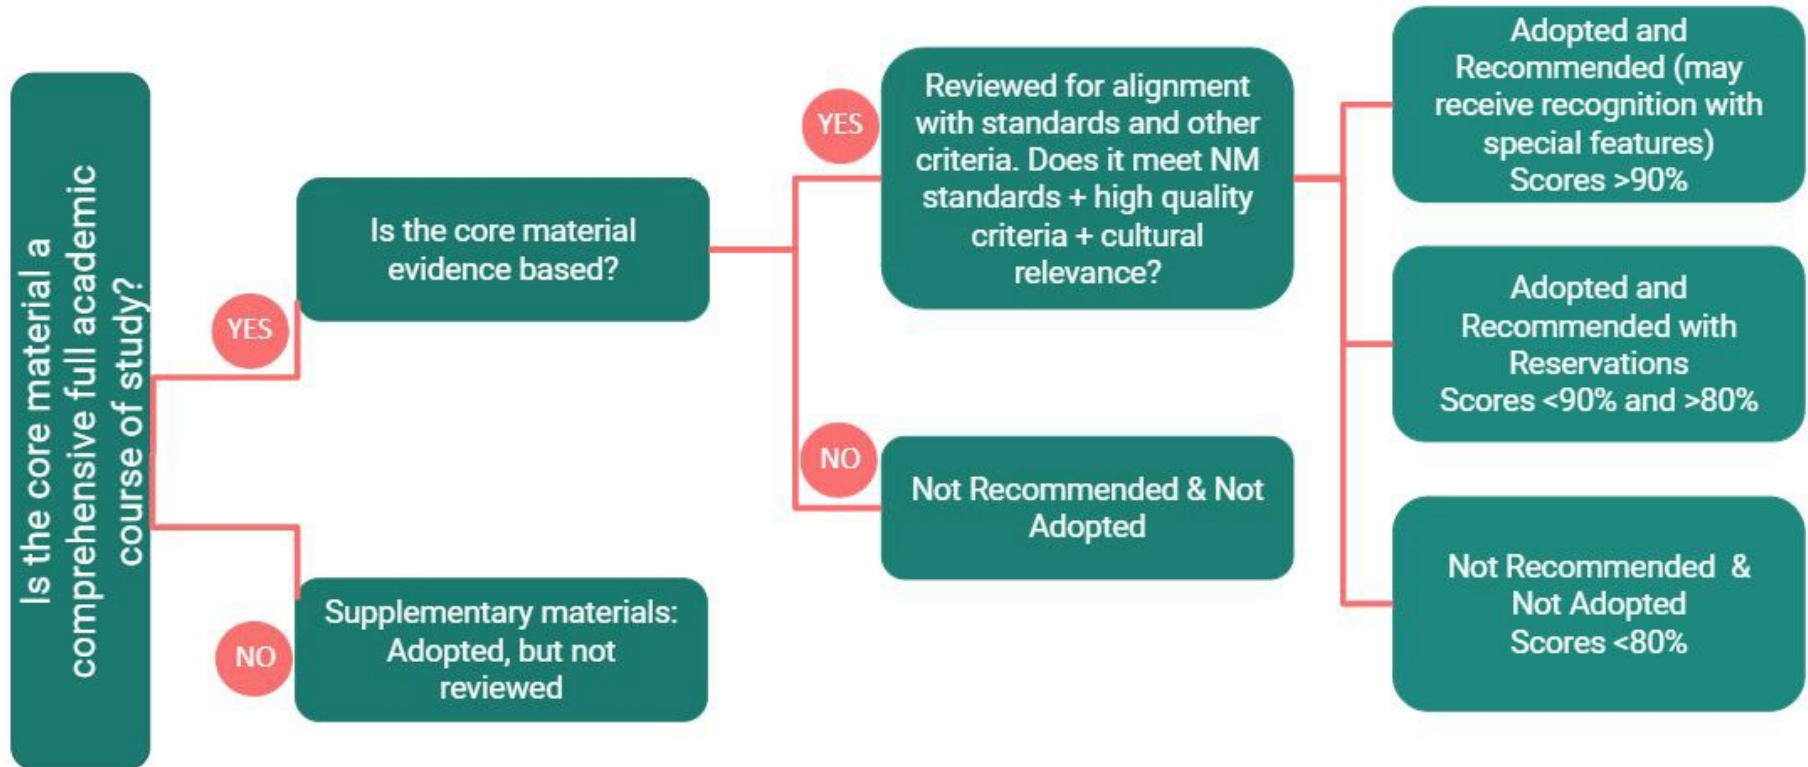 Is the core material a
comprehensive full academic
course of study?
YES
Is the core material
evidence based?
NO
Supplementary materials:
Adopted, but not
reviewed
YES
Reviewed for alignment
with standards and other
criteria. Does it meet NM
standards + high quality
criteria + cultural
relevance?
NO
Not Recommended & Not
Adopted
Adopted and
Recommended (may
receive recognition with
special features)
Scores >90%
Adopted and
Recommended with
Reservations
Scores <90% and >80%
Not Recommended &
Not Adopted
Scores <80%